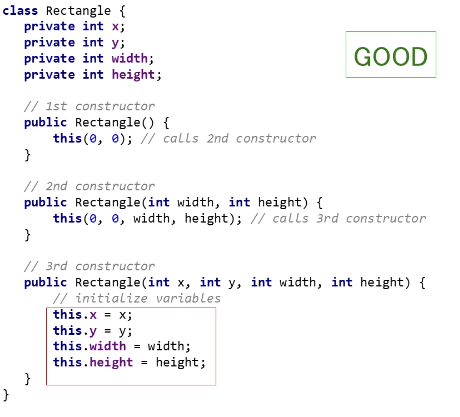 class Rectangle {
private int x;
private int y;
private int width;
private int height;
GOOD
// 1st constructor
public Rectangle() {
this(0, 0); // calls 2nd constructor
}
// 2nd constructor
public Rectangle(int width, int height) {
this(0, 0, width, height); // calls 3rd constructor
}
// 3rd constructor
public Rectangle(int x, int y, int width, int height) {
// initialize variables
this.x = x;
this.y = y;
this.width = width;
this.height = height;
}
}